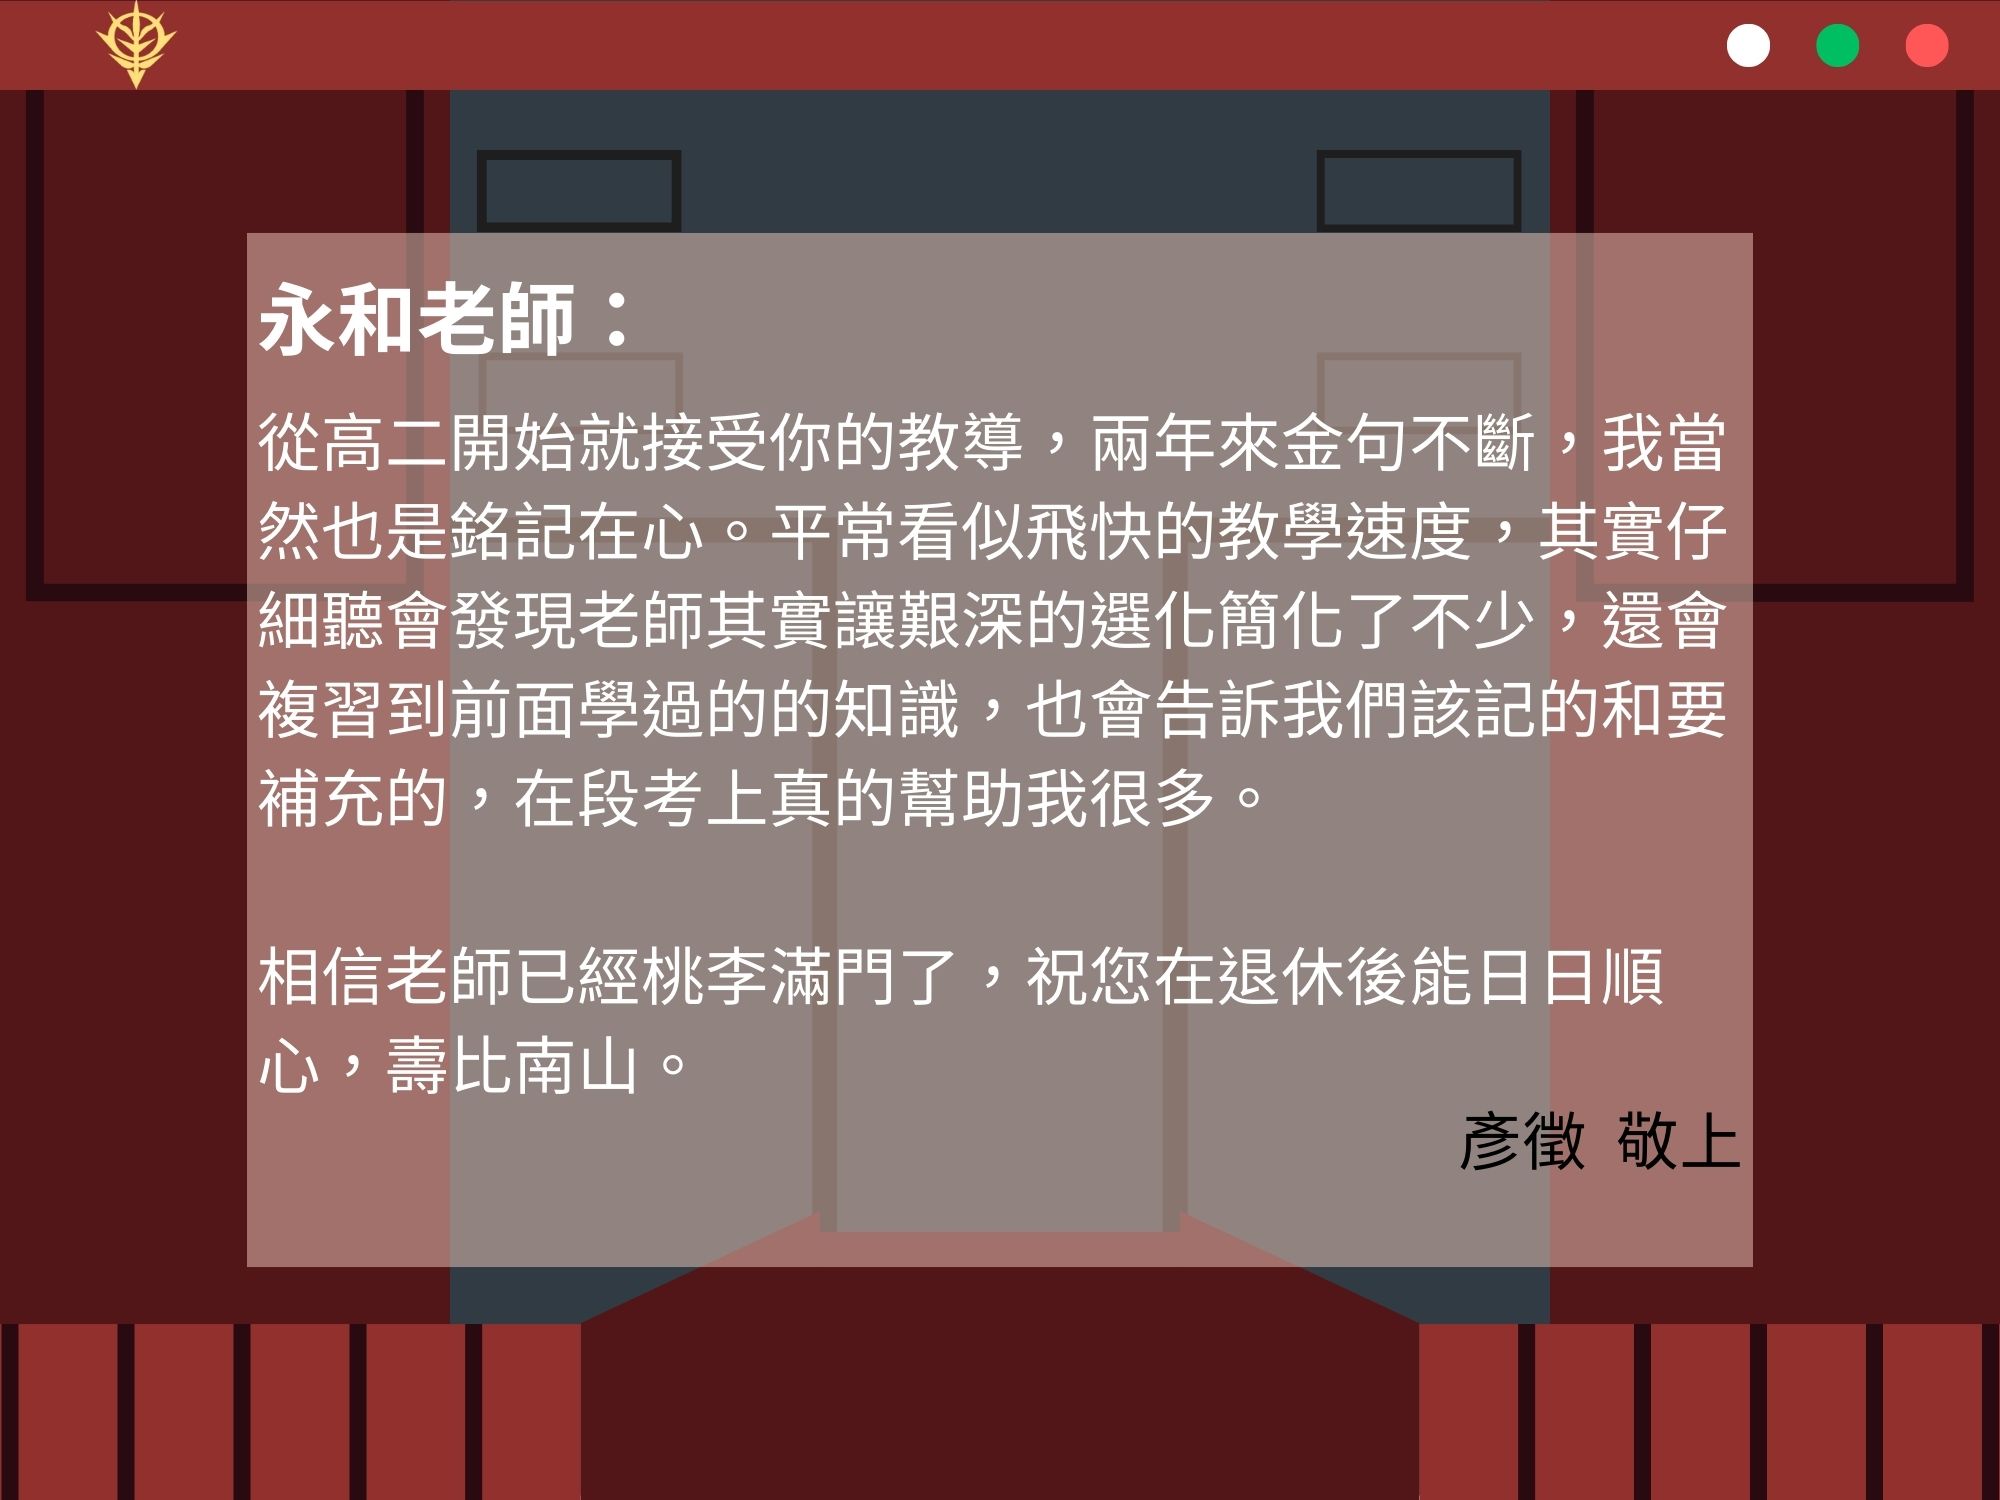 永和老師：
從高二開始就接受你的教導，兩年來金句不斷，我當
然也是銘記在心。平常看似飛快的教學速度，其實仔
細聽會發現老師其實讓艱深的選化簡化了不少，還會
複習到前面學過的的知識，也會告訴我們該記的和要
補充的，在段考上真的幫助我很多。
相信老師已經桃李滿門了，祝您在退休後能日日順
心，壽比南山。
彥徵 敬上